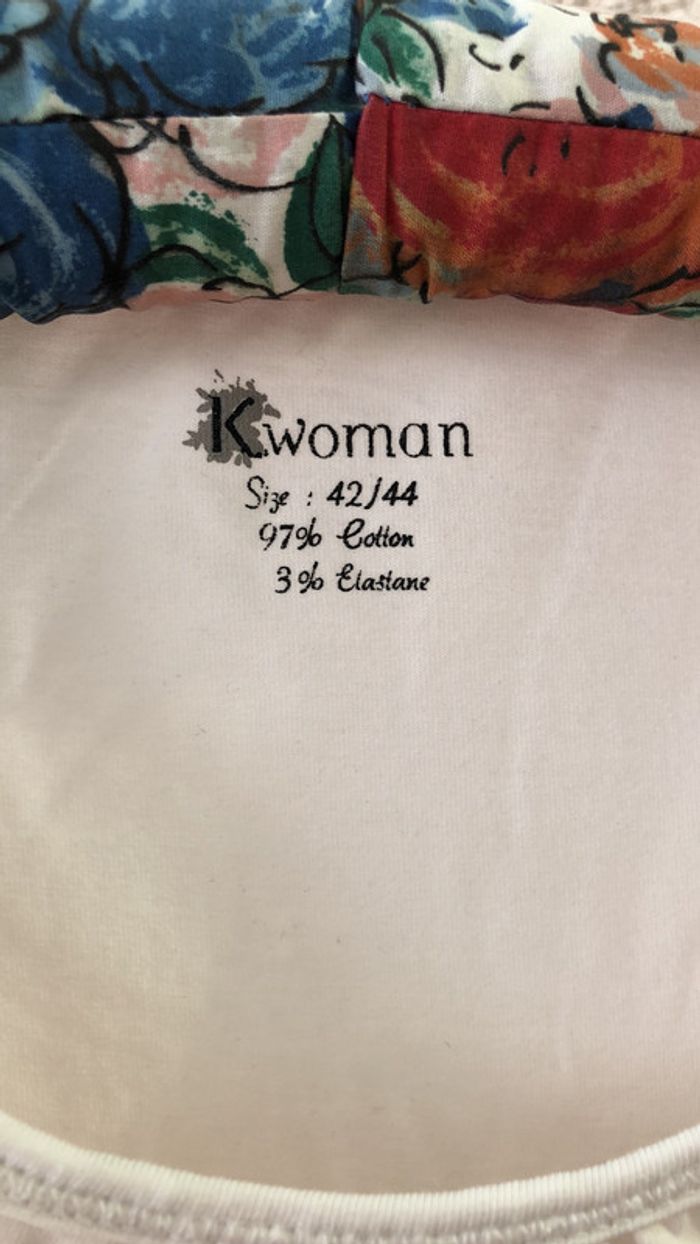 Kwoman
Size : 42/44
97% Cotton
3% Elastane